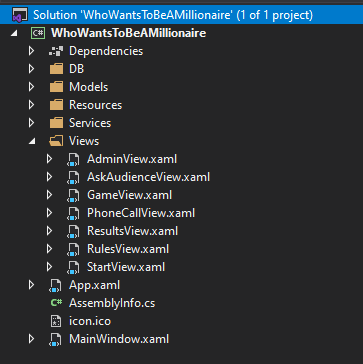 Solution 'WhoWantsToBeAMillionaire' (1 of 1 project)
C# WhoWantsToBeAMillionaire
Dependencies
DB
Models
Resources
Services
Views
AdminView.xaml
AskAudienceView.xaml
GameView.xaml
PhoneCallView.xaml
ResultsView.xaml
RulesView.xaml
StartView.xaml
App.xaml
C# AssemblyInfo.cs
icon.ico
MainWindow.xaml